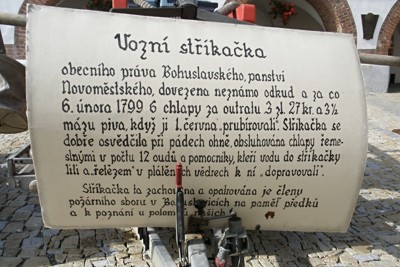 Vozní stříkačka
obecního práva Bohuslavského, panství
Novoměstského, dovezena neznámo odkud a za co
6. února 1799 6 chlapy za outratu 3 zl. 27 kr. a 3½
mázu piva, když ji 1. června „prubírovali". Stříkačka se
dobře osvědčila při pádech ohně, obsluhována chlapy řeme-
slnými v počtu 12 oudů a pomocníky, kteří vodu do stříkačky
lili a „řetězem" v plátěných vědrech k ní „dopravovali".
Stříkačka ta zachována a opatrována je členy
požárního sboru v na paměť předků
a k poznání u potomků našich